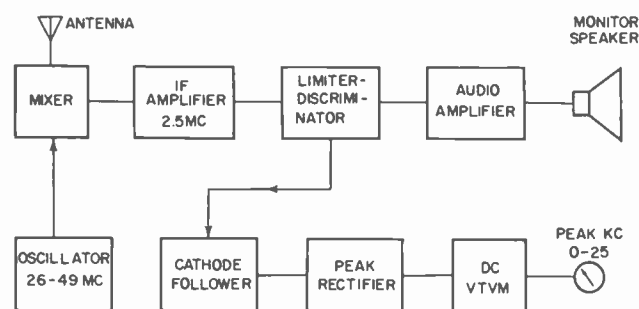 ANTENNA
MONITOR
SPEAKER
MIXER
IF
AMPLIFIER
2.5MC
LIMITER-
DISCRIMI-
NATOR
AUDIO
AMPLIFIER
OSCILLATOR
26-49 MC
CATHODE
FOLLOWER
PEAK
RECTIFIER
DC
VTVM
PEAK KC
0-25